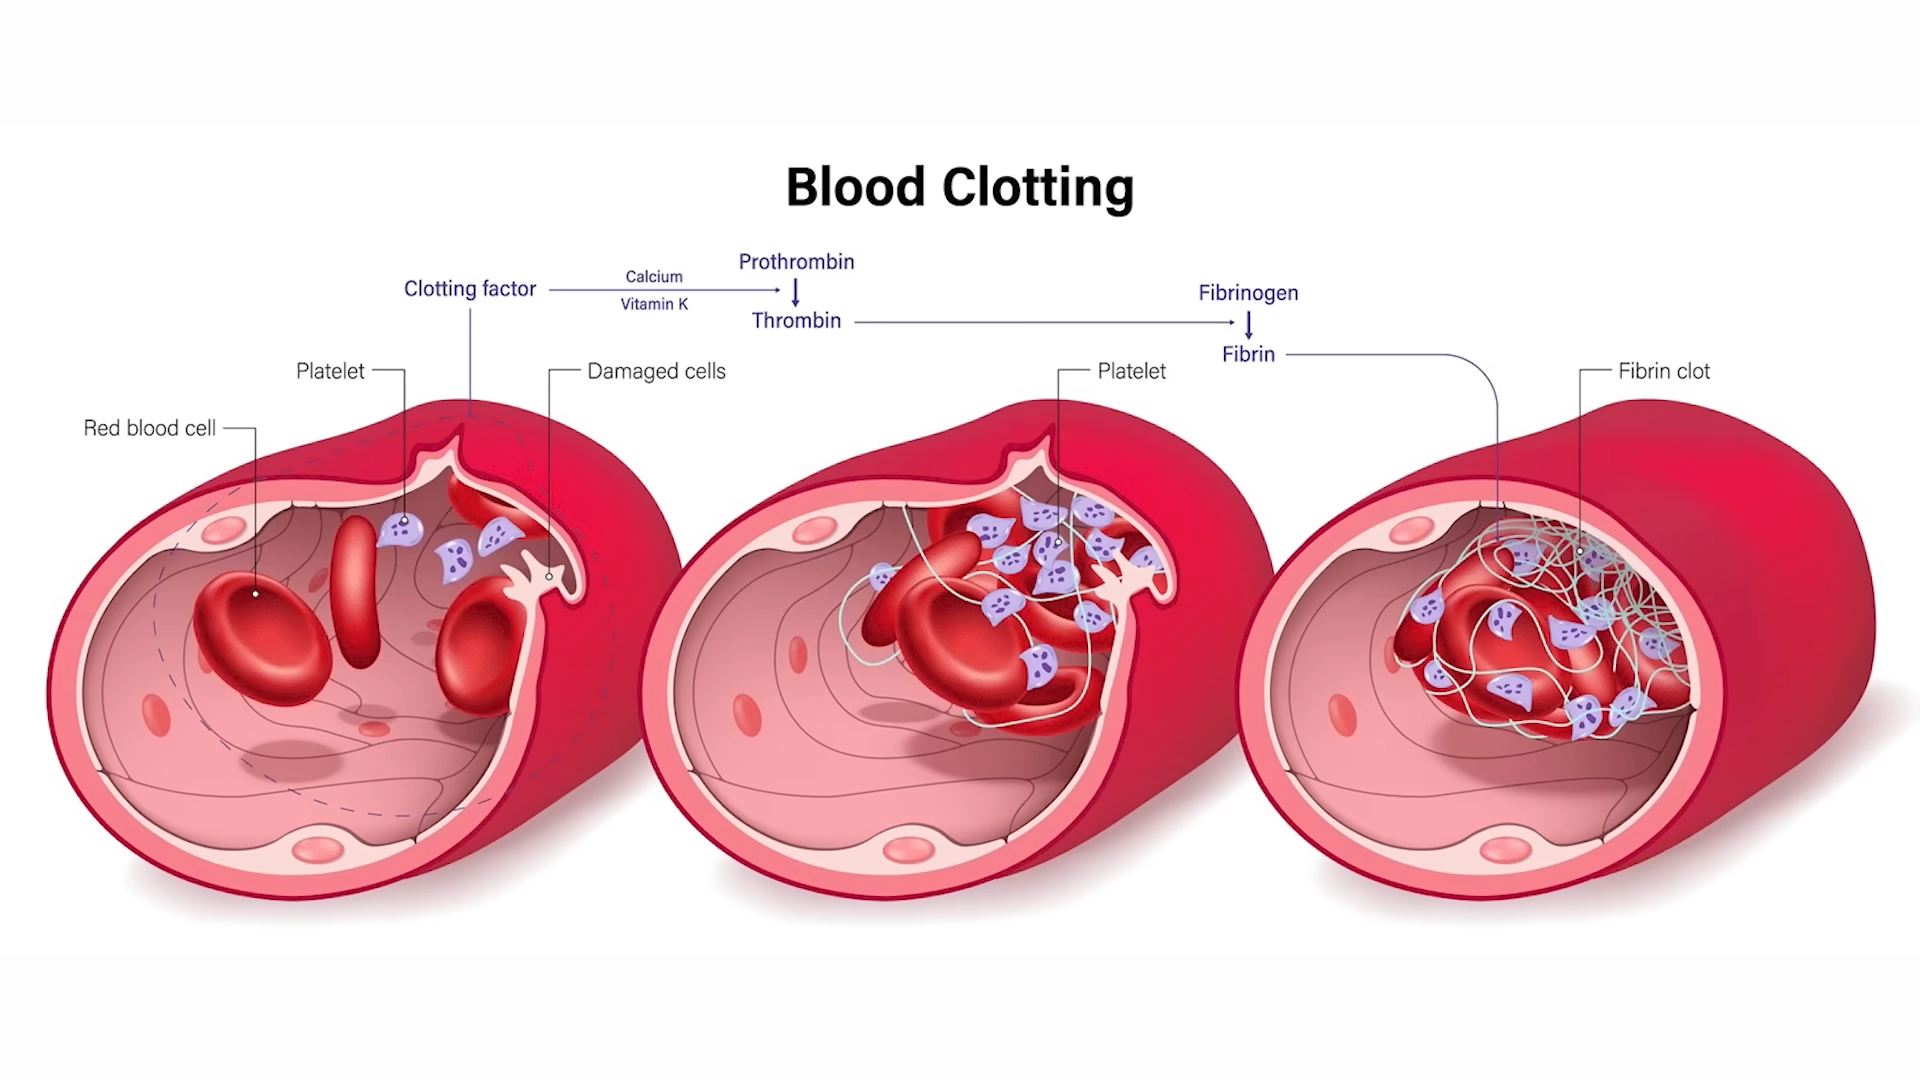 Blood Clotting
Clotting factor
Calcium
Vitamin K
Prothrombin
Thrombin
Fibrinogen
Fibrin
Red blood cell
Platelet
Damaged cells
Platelet
Fibrin clot